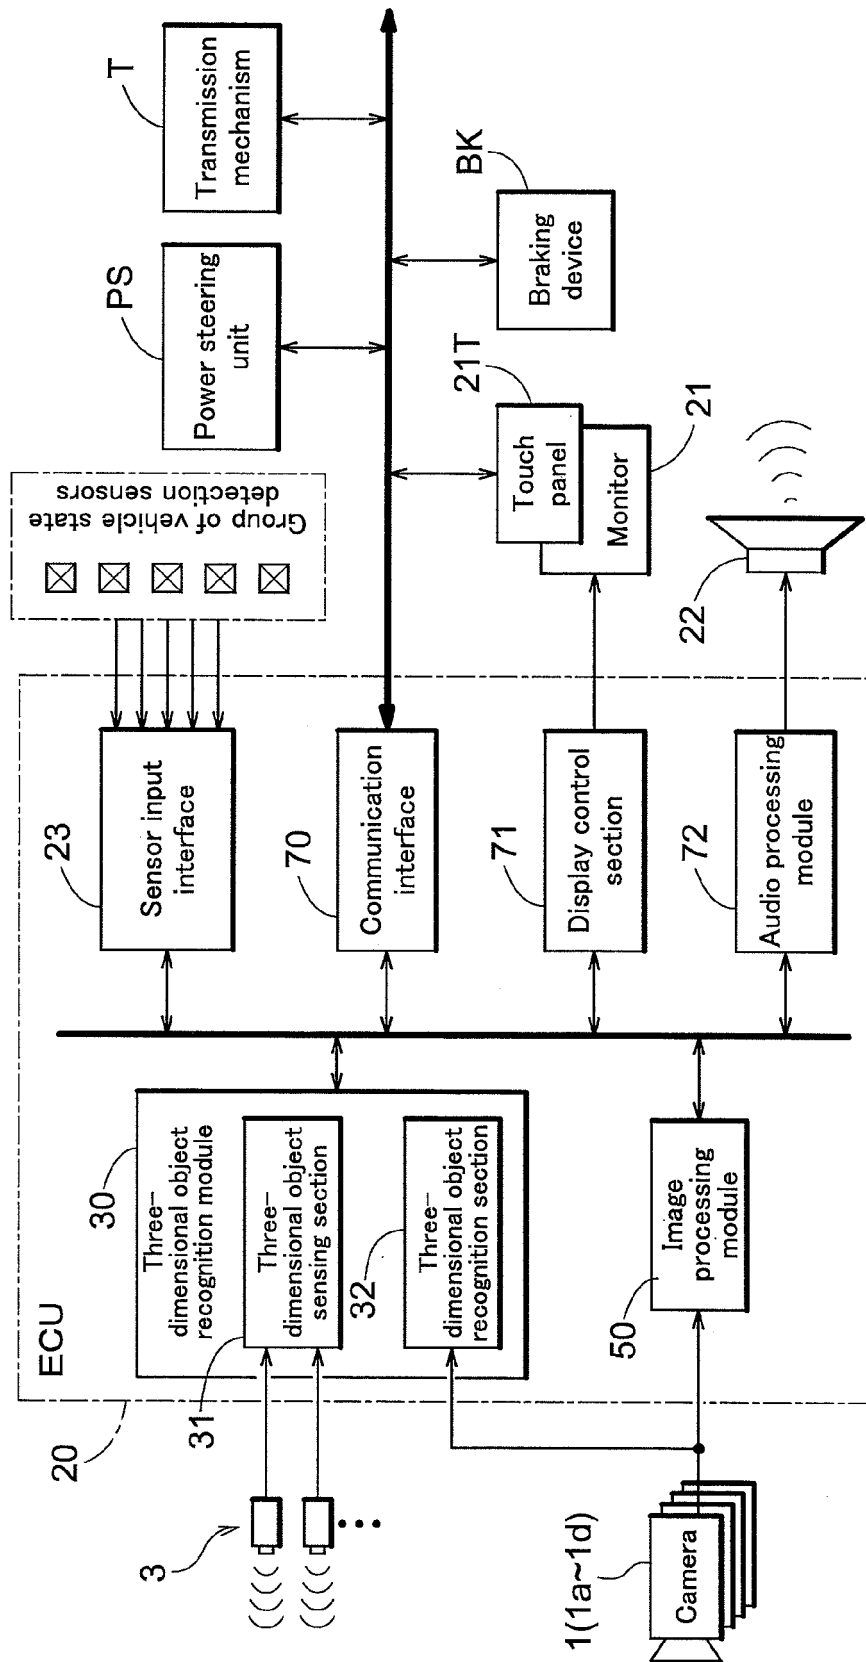 ECU
20
3
30
Three-
dimensional object
recognition module
31
Three-
dimensional object
sensing section
32
Three-
dimensional object
recognition section
50
Image
processing
module
1(1a~1d)
Camera
23
Sensor input
interface
70
Communication
interface
71
Display control
section
72
Audio processing
module
Group of vehicle state
detection sensors
PS
Power steering
unit
T
Transmission
mechanism
21T
Touch
panel
21
Monitor
BK
Braking
device
22